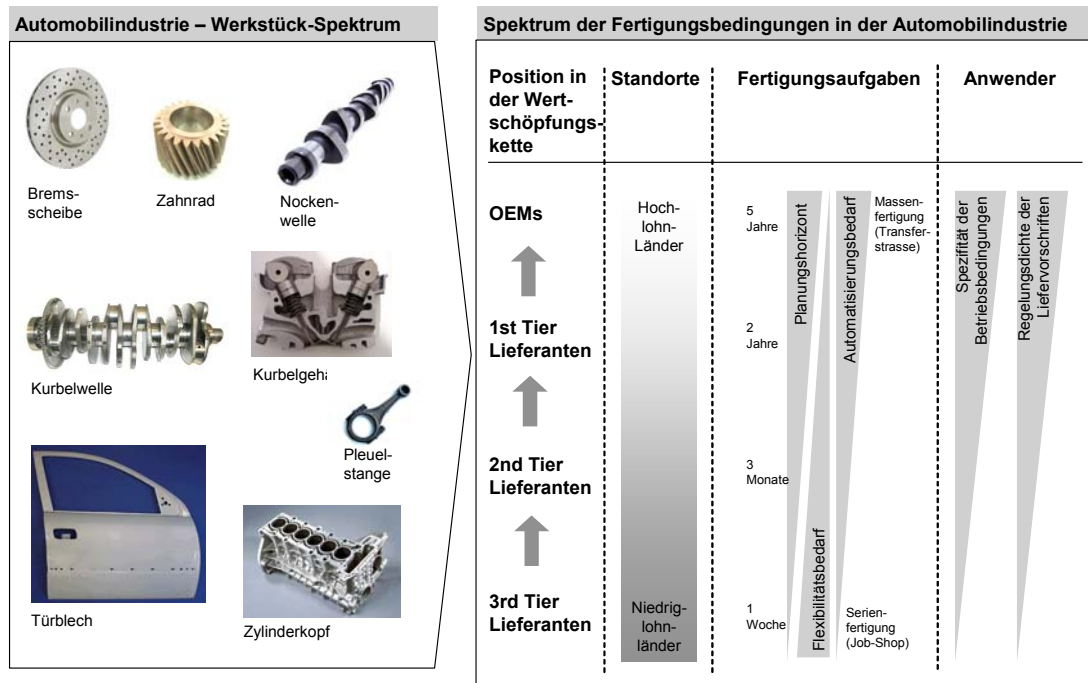 Automobilindustrie – Werkstück-Spektrum
Brems-
scheibe
Zahnrad
Nocken-
welle
Kurbelwelle
Kurbelgehä
Pleuel-
stange
Türblech
Zylinderkopf
Spektrum der Fertigungsbedingungen in der Automobilindustrie
Position in
der Wert-
schöpfungs-
kette
Standorte
Fertigungsaufgaben
Anwender
OEMs
Hoch-
lohn-
Länder
5
Jahre
Planungshorizont
Automatisierungsbedarf
Massen-
fertigung
(Transfer-
strasse)
Spezifität der
Betriebsbedingungen
Regelungsdichte der
Liefervorschriften
1st Tier
Lieferanten
2
Jahre
2nd Tier
Lieferanten
3
Monate
3rd Tier
Lieferanten
Niedrig-
lohn-
länder
1
Woche
Flexibilitätsbedarf
Serien-
fertigung
(Job-Shop)